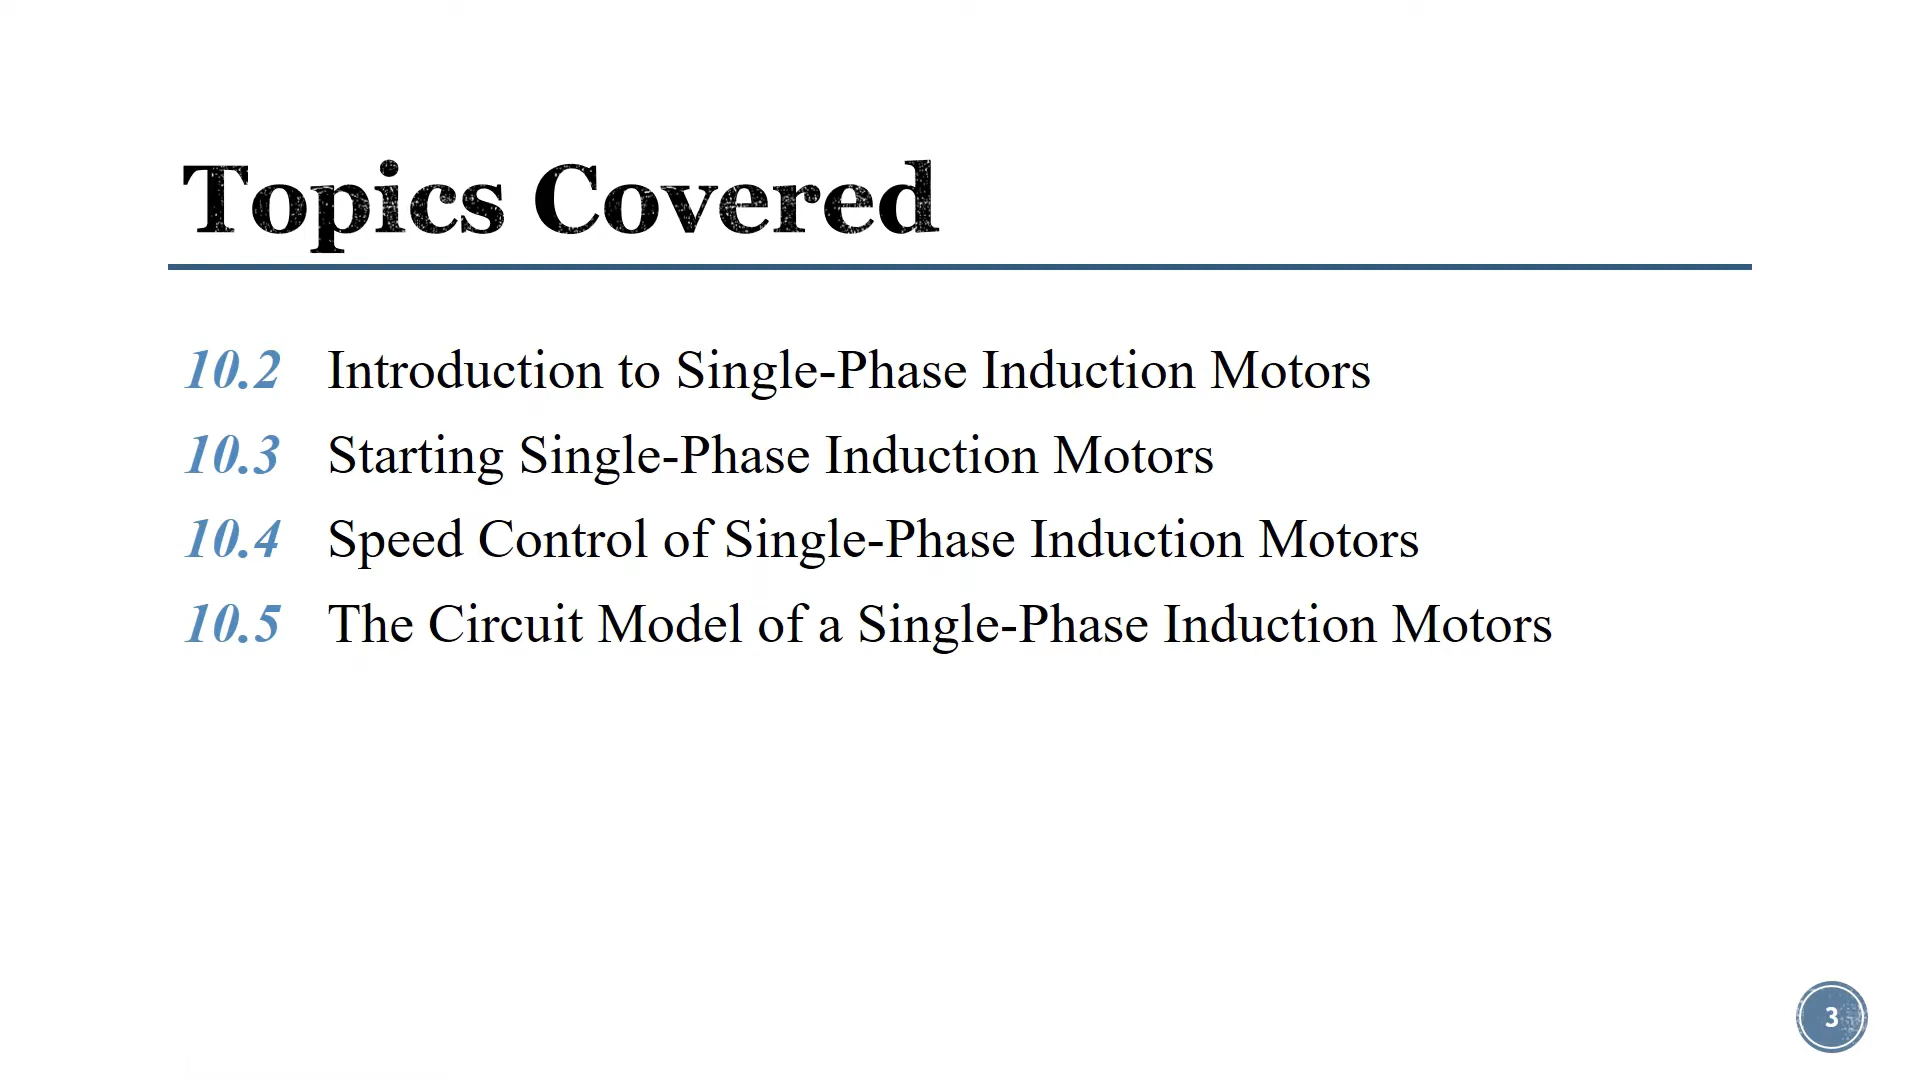 Topics Covered
10.2 Introduction to Single-Phase Induction Motors
10.3 Starting Single-Phase Induction Motors
10.4 Speed Control of Single-Phase Induction Motors
10.5 The Circuit Model of a Single-Phase Induction Motors
3